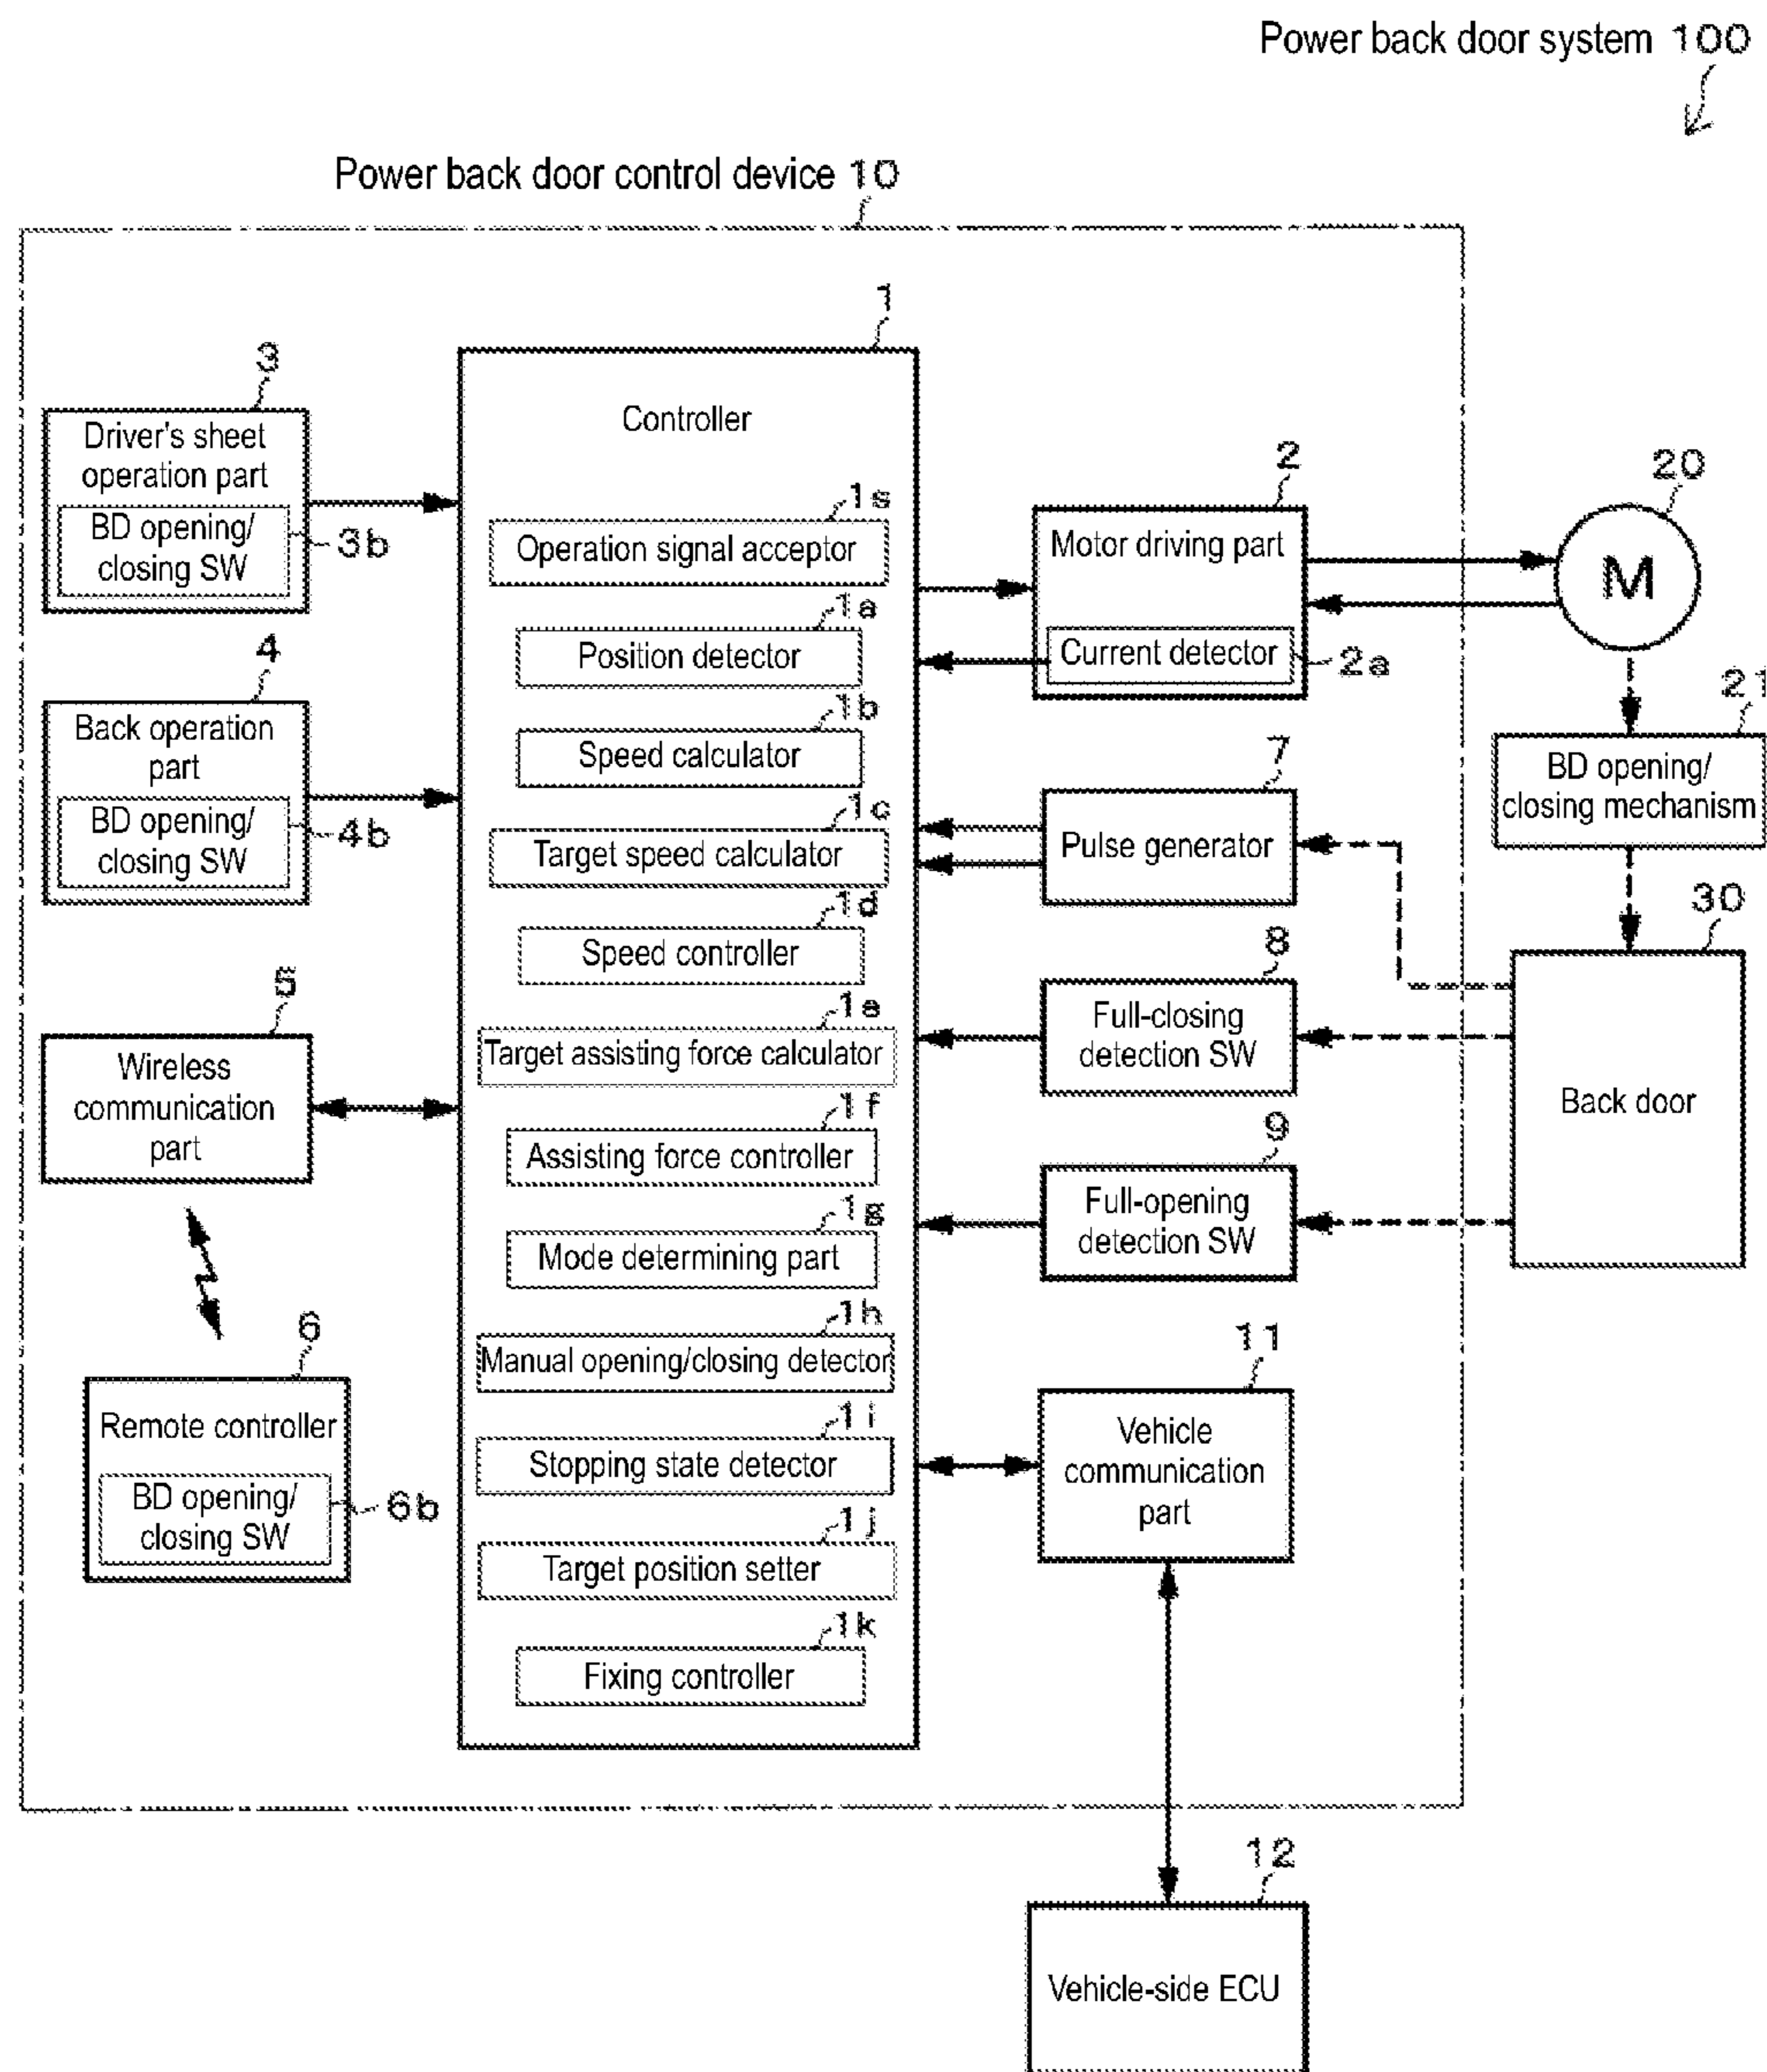 Power back door system 100
Power back door control device 10
1
Controller
1s
Operation signal acceptor
1a
Position detector
1b
Speed calculator
1c
Target speed calculator
1d
Speed controller
1e
Target assisting force calculator
1f
Assisting force controller
1g
Mode determining part
1h
Manual opening/closing detector
1i
Stopping state detector
1j
Target position setter
1k
Fixing controller
3
Driver's sheet
operation part
BD opening/
closing SW
3b
4
Back operation
part
BD opening/
closing SW
4b
5
Wireless
communication
part
6
Remote controller
BD opening/
closing SW
6b
2
Motor driving part
Current detector
2a
7
Pulse generator
8
Full-closing
detection SW
9
Full-opening
detection SW
11
Vehicle
communication
part
12
Vehicle-side ECU
20
M
21
BD opening/
closing mechanism
30
Back door